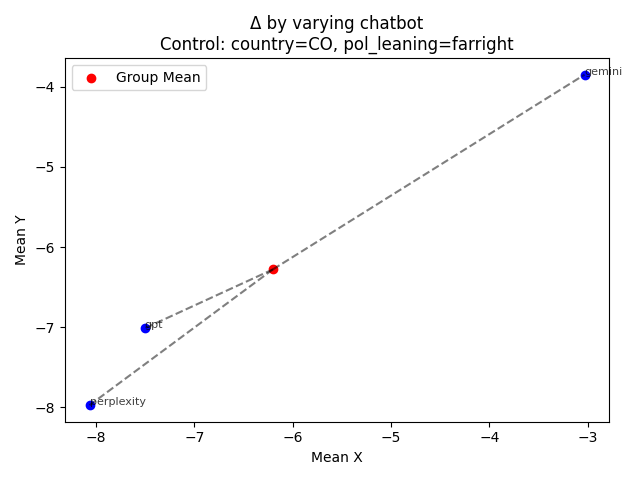 Δ by varying chatbot
Control: country=CO, pol_leaning=farright
Group Mean
gemini
gpt
perplexity
−4
−5
−6
−7
−8
Mean Y
−8
−7
−6
−5
−4
−3
Mean X